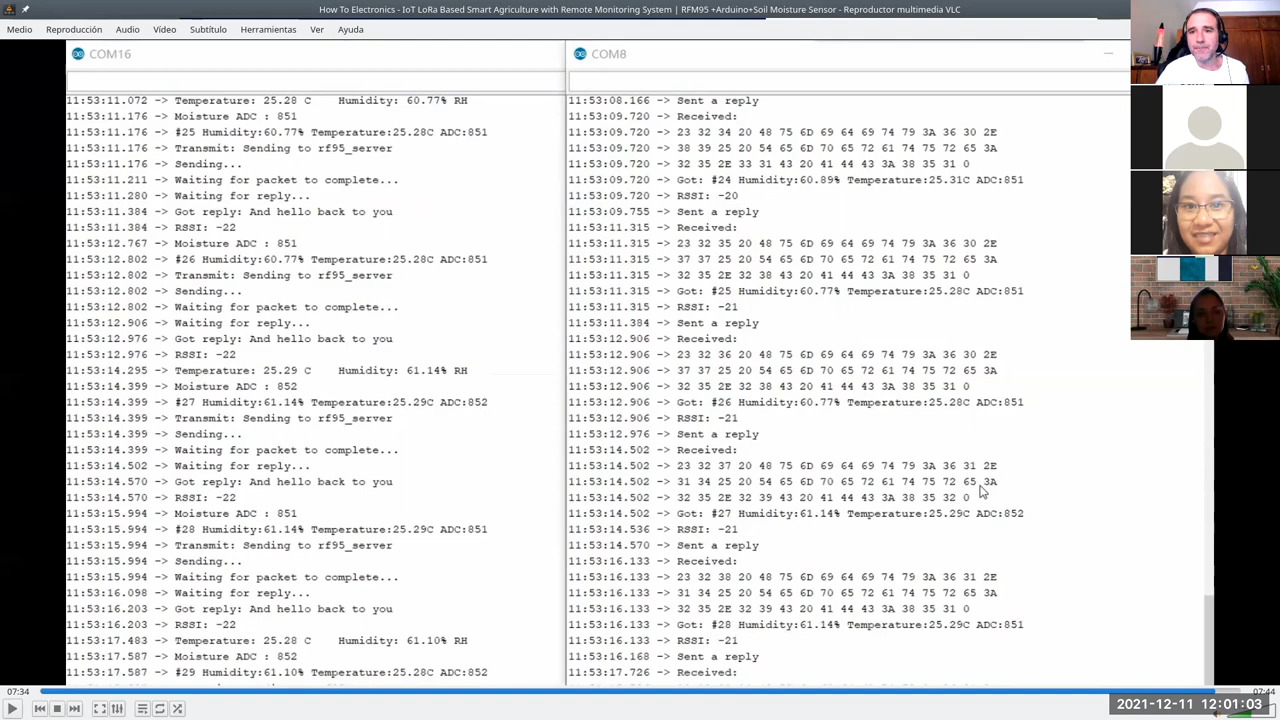 How To Electronics - IoT LoRa Based Smart Agriculture with Remote Monitoring System | RFM95 +Arduino+Soil Moisture Sensor - Reproductor multimedia VLC
Medio Reproducción Audio Vídeo Subtítulo Herramientas Ver Ayuda
COM16
11:53:11.072 -> Temperature: 25.28 C    Humidity: 60.77% RH
11:53:11.176 -> Moisture ADC : 851
11:53:11.176 -> #25 Humidity:60.77% Temperature:25.28C ADC:851
11:53:11.176 -> Transmit: Sending to rf95_server
11:53:11.176 -> Sending...
11:53:11.211 -> Waiting for packet to complete...
11:53:11.280 -> Waiting for reply...
11:53:11.384 -> Got reply: And hello back to you
11:53:11.384 -> RSSI: -22
11:53:12.767 -> Moisture ADC : 851
11:53:12.802 -> #26 Humidity:60.77% Temperature:25.28C ADC:851
11:53:12.802 -> Transmit: Sending to rf95_server
11:53:12.802 -> Sending...
11:53:12.802 -> Waiting for packet to complete...
11:53:12.906 -> Waiting for reply...
11:53:12.976 -> Got reply: And hello back to you
11:53:12.976 -> RSSI: -22
11:53:14.295 -> Temperature: 25.29 C    Humidity: 61.14% RH
11:53:14.399 -> Moisture ADC : 852
11:53:14.399 -> #27 Humidity:61.14% Temperature:25.29C ADC:852
11:53:14.399 -> Transmit: Sending to rf95_server
11:53:14.399 -> Sending...
11:53:14.399 -> Waiting for packet to complete...
11:53:14.502 -> Waiting for reply...
11:53:14.570 -> Got reply: And hello back to you
11:53:14.570 -> RSSI: -22
11:53:15.994 -> Moisture ADC : 851
11:53:15.994 -> #28 Humidity:61.14% Temperature:25.29C ADC:851
11:53:15.994 -> Transmit: Sending to rf95_server
11:53:15.994 -> Sending...
11:53:15.994 -> Waiting for packet to complete...
11:53:16.098 -> Waiting for reply...
11:53:16.203 -> Got reply: And hello back to you
11:53:16.203 -> RSSI: -22
11:53:17.483 -> Temperature: 25.28 C    Humidity: 61.10% RH
11:53:17.587 -> Moisture ADC : 852
11:53:17.587 -> #29 Humidity:61.10% Temperature:25.28C ADC:852
COM8
11:53:08.166 -> Sent a reply
11:53:09.720 -> Received:
11:53:09.720 -> 23 32 34 20 48 75 6D 69 64 69 74 79 3A 36 30 2E
11:53:09.720 -> 38 39 25 20 54 65 6D 70 65 72 61 74 75 72 65 3A
11:53:09.720 -> 32 35 2E 33 31 43 20 41 44 43 3A 38 35 31 0
11:53:09.720 -> Got: #24 Humidity:60.89% Temperature:25.31C ADC:851
11:53:09.720 -> RSSI: -20
11:53:09.755 -> Sent a reply
11:53:11.315 -> Received:
11:53:11.315 -> 23 32 35 20 48 75 6D 69 64 69 74 79 3A 36 30 2E
11:53:11.315 -> 37 37 25 20 54 65 6D 70 65 72 61 74 75 72 65 3A
11:53:11.315 -> 32 35 2E 32 38 43 20 41 44 43 3A 38 35 31 0
11:53:11.315 -> Got: #25 Humidity:60.77% Temperature:25.28C ADC:851
11:53:11.315 -> RSSI: -21
11:53:11.384 -> Sent a reply
11:53:12.906 -> Received:
11:53:12.906 -> 23 32 36 20 48 75 6D 69 64 69 74 79 3A 36 30 2E
11:53:12.906 -> 37 37 25 20 54 65 6D 70 65 72 61 74 75 72 65 3A
11:53:12.906 -> 32 35 2E 32 38 43 20 41 44 43 3A 38 35 31 0
11:53:12.906 -> Got: #26 Humidity:60.77% Temperature:25.28C ADC:851
11:53:12.906 -> RSSI: -21
11:53:12.976 -> Sent a reply
11:53:14.502 -> Received:
11:53:14.502 -> 23 32 37 20 48 75 6D 69 64 69 74 79 3A 36 31 2E
11:53:14.502 -> 31 34 25 20 54 65 6D 70 65 72 61 74 75 72 65 3A
11:53:14.502 -> 32 35 2E 32 39 43 20 41 44 43 3A 38 35 32 0
11:53:14.502 -> Got: #27 Humidity:61.14% Temperature:25.29C ADC:852
11:53:14.536 -> RSSI: -21
11:53:14.570 -> Sent a reply
11:53:16.133 -> Received:
11:53:16.133 -> 23 32 38 20 48 75 6D 69 64 69 74 79 3A 36 31 2E
11:53:16.133 -> 31 34 25 20 54 65 6D 70 65 72 61 74 75 72 65 3A
11:53:16.133 -> 32 35 2E 32 39 43 20 41 44 43 3A 38 35 31 0
11:53:16.133 -> Got: #28 Humidity:61.14% Temperature:25.29C ADC:851
11:53:16.133 -> RSSI: -21
11:53:16.168 -> Sent a reply
11:53:17.726 -> Received:
07:34
07:44
2021-12-11 12:01:03